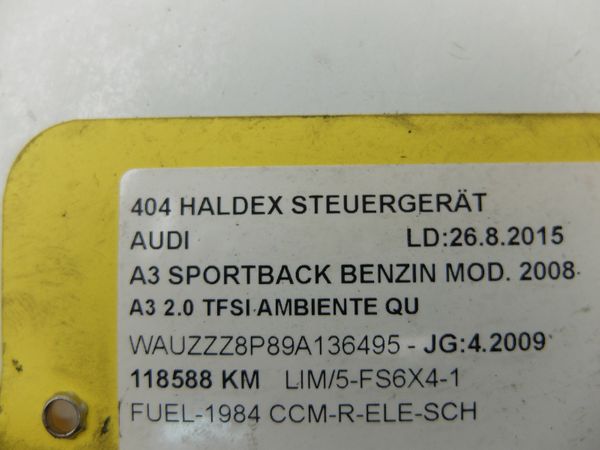 404 HALDEX STEUERGERÄT
AUDI LD:26.8.2015
A3 SPORTBACK BENZIN MOD. 2008-
A3 2.0 TFSI AMBIENTE QU
WAUZZZ8P89A136495 - JG:4.2009
118588 KM LIM/5-FS6X4-1
FUEL-1984 CCM-R-ELE-SCH